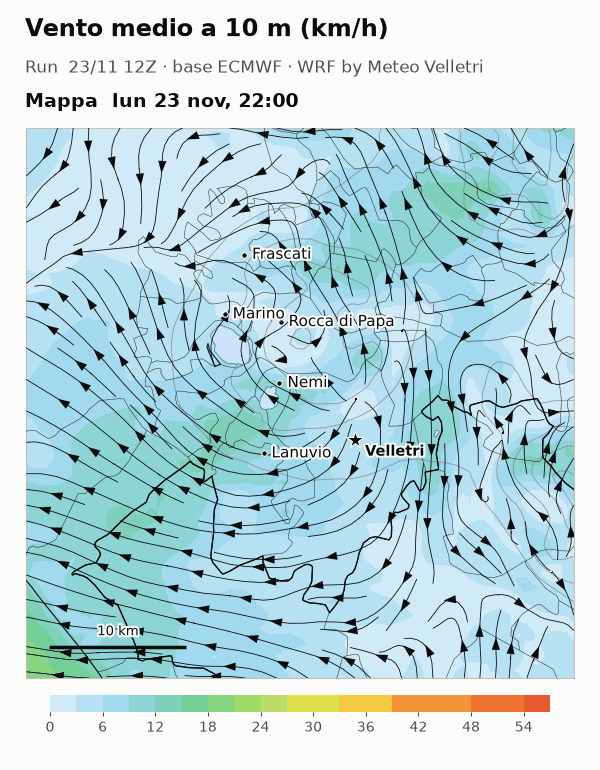 Vento medio a 10 m (km/h)
Run  23/11 12Z · base ECMWF · WRF by Meteo Velletri
Mappa  lun 23 nov, 22:00
Frascati
Marino
Rocca di Papa
Nemi
Lanuvio
Velletri
10 km
0 6 12 18 24 30 36 42 48 54